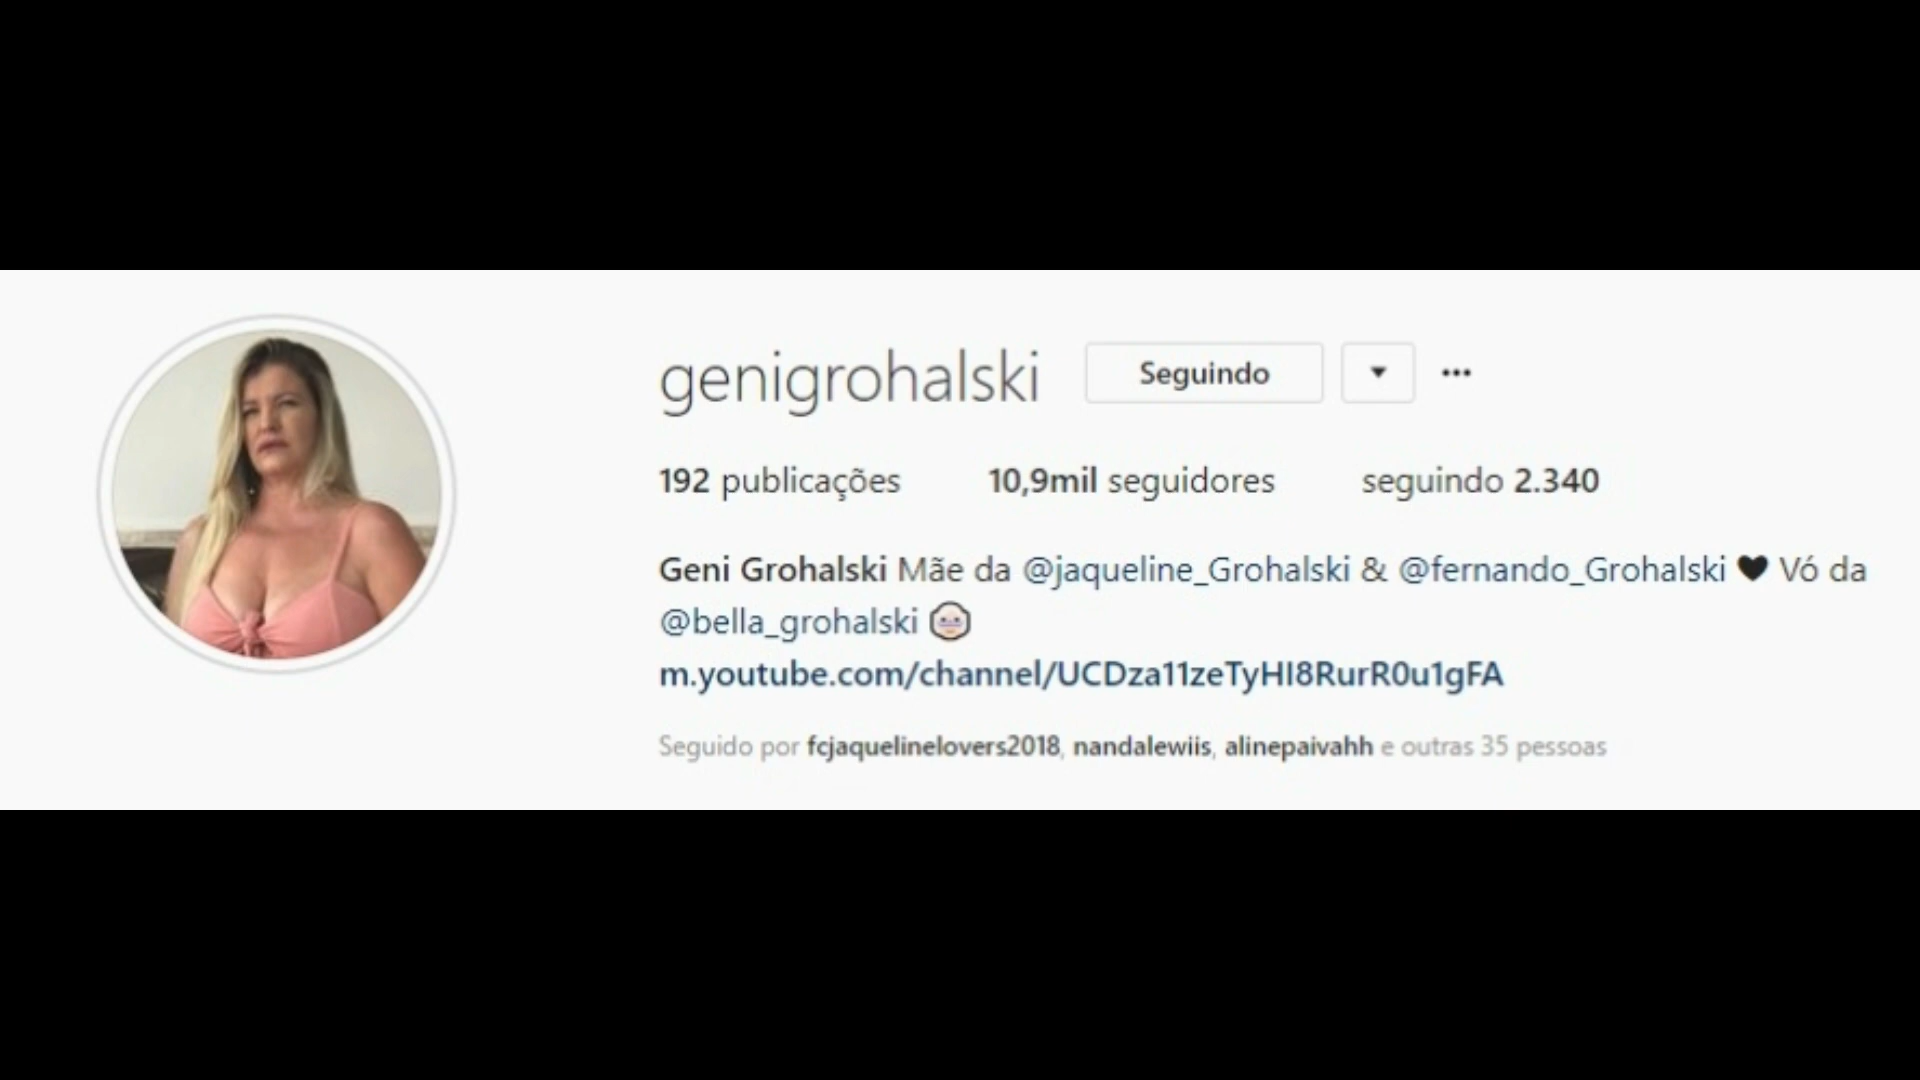 genigrohalski Seguindo
192 publicações 10,9mil seguidores seguindo 2.340
Geni Grohalski Mãe da @jaqueline_Grohalski & @fernando_Grohalski 🖤 Vó da
@bella_grohalski 👵🏻
m.youtube.com/channel/UCDza11zeTyHI8RurR0u1gFA
Seguido por fcjaquelinelovers2018, nandalewiis, alinepaivahh e outras 35 pessoas